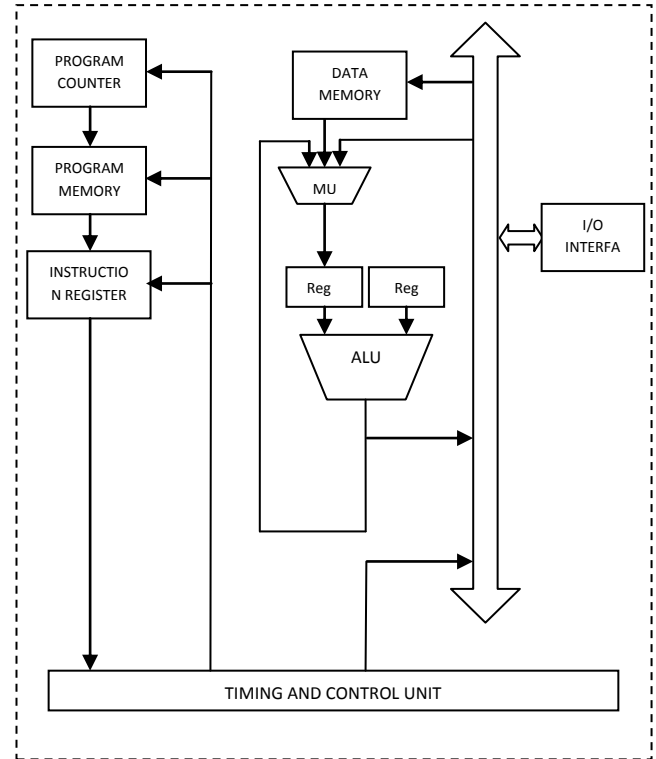 PROGRAM
COUNTER
PROGRAM
MEMORY
INSTRUCTIO
N REGISTER
DATA
MEMORY
MU
Reg
Reg
ALU
I/O
INTERFA
TIMING AND CONTROL UNIT